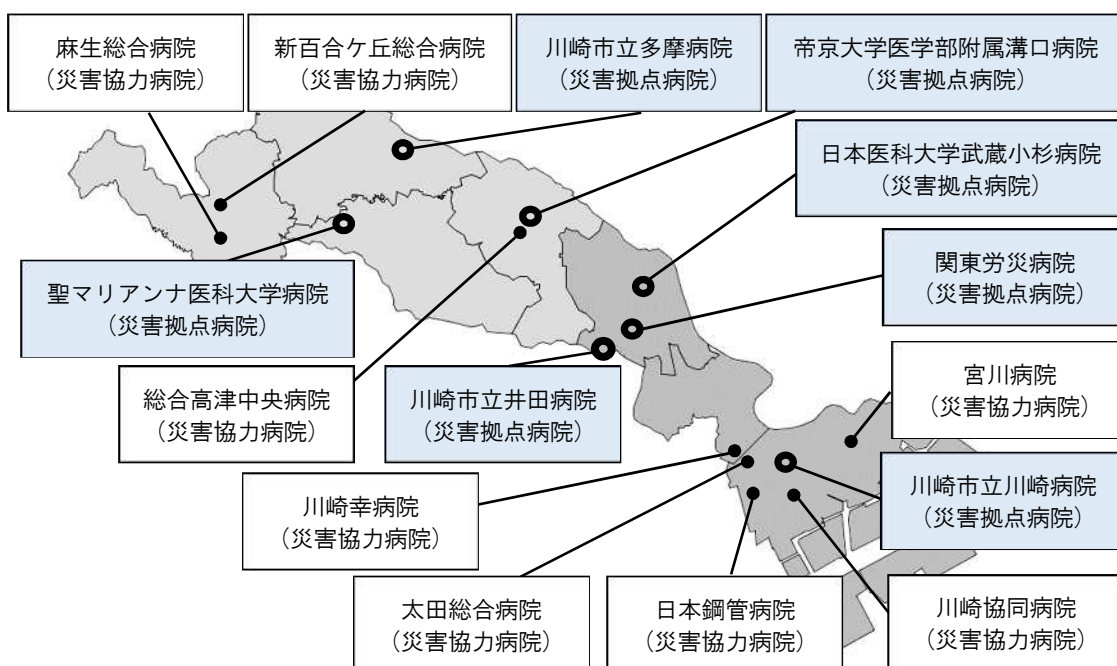 麻生総合病院
（災害協力病院）
新百合ケ丘総合病院
（災害協力病院）
川崎市立多摩病院
（災害拠点病院）
帝京大学医学部附属溝口病院
（災害拠点病院）
日本医科大学武蔵小杉病院
（災害拠点病院）
聖マリアンナ医科大学病院
（災害拠点病院）
関東労災病院
（災害拠点病院）
総合高津中央病院
（災害協力病院）
川崎市立井田病院
（災害拠点病院）
宮川病院
（災害協力病院）
川崎幸病院
（災害協力病院）
川崎市立川崎病院
（災害拠点病院）
太田総合病院
（災害協力病院）
日本鋼管病院
（災害協力病院）
川崎協同病院
（災害協力病院）